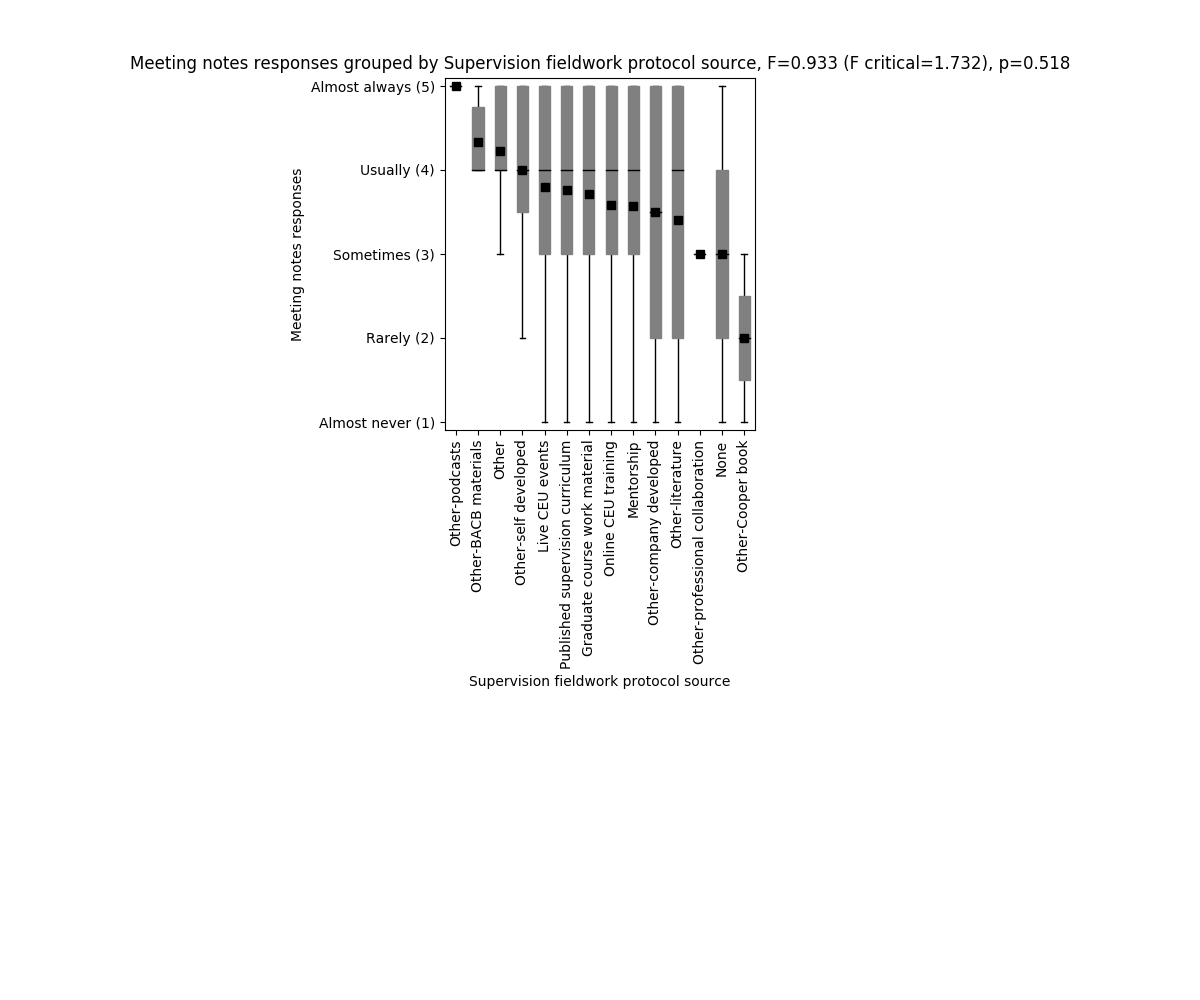 Meeting notes responses grouped by Supervision fieldwork protocol source, F=0.933 (F critical=1.732), p=0.518
Meeting notes responses
Almost always (5)
Usually (4)
Sometimes (3)
Rarely (2)
Almost never (1)
Other-podcasts
Other-BACB materials
Other
Other-self developed
Live CEU events
Published supervision curriculum
Graduate course work material
Online CEU training
Mentorship
Other-company developed
Other-literature
Other-professional collaboration
None
Other-Cooper book
Supervision fieldwork protocol source